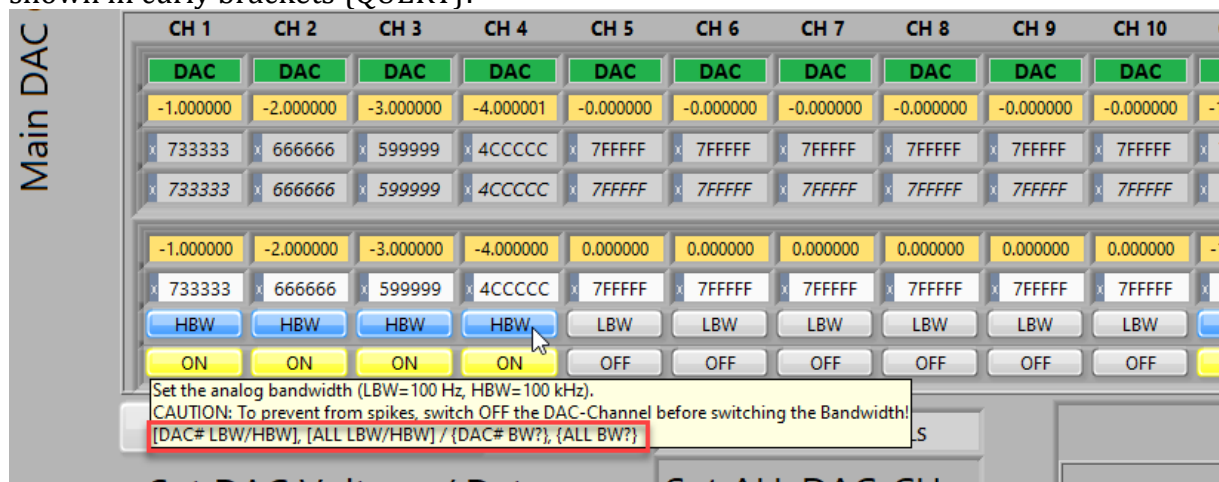 shown in curly brackets {QUERY}.
Main DAC
CH 1 CH 2 CH 3 CH 4 CH 5 CH 6 CH 7 CH 8 CH 9 CH 10
DAC DAC DAC DAC DAC DAC DAC DAC DAC DAC
-1.000000 -2.000000 -3.000000 -4.000001 -0.000000 -0.000000 -0.000000 -0.000000 -0.000000 -0.000000 -
x 733333 x 666666 x 599999 x 4CCCCC x 7FFFFF x 7FFFFF x 7FFFFF x 7FFFFF x 7FFFFF x 7FFFFF x
x 733333 x 666666 x 599999 x 4CCCCC x 7FFFFF x 7FFFFF x 7FFFFF x 7FFFFF x 7FFFFF x 7FFFFF x
-1.000000 -2.000000 -3.000000 -4.000000 0.000000 0.000000 0.000000 0.000000 0.000000 0.000000 -
x 733333 x 666666 x 599999 x 4CCCCC x 7FFFFF x 7FFFFF x 7FFFFF x 7FFFFF x 7FFFFF x 7FFFFF x
HBW HBW HBW HBW LBW LBW LBW LBW LBW LBW
ON ON ON ON OFF OFF OFF OFF OFF OFF
Set the analog bandwidth (LBW=100 Hz, HBW=100 kHz).
CAUTION: To prevent from spikes, switch OFF the DAC-Channel before switching the Bandwidth!
[DAC# LBW/HBW], [ALL LBW/HBW] / {DAC# BW?}, {ALL BW?}
LS